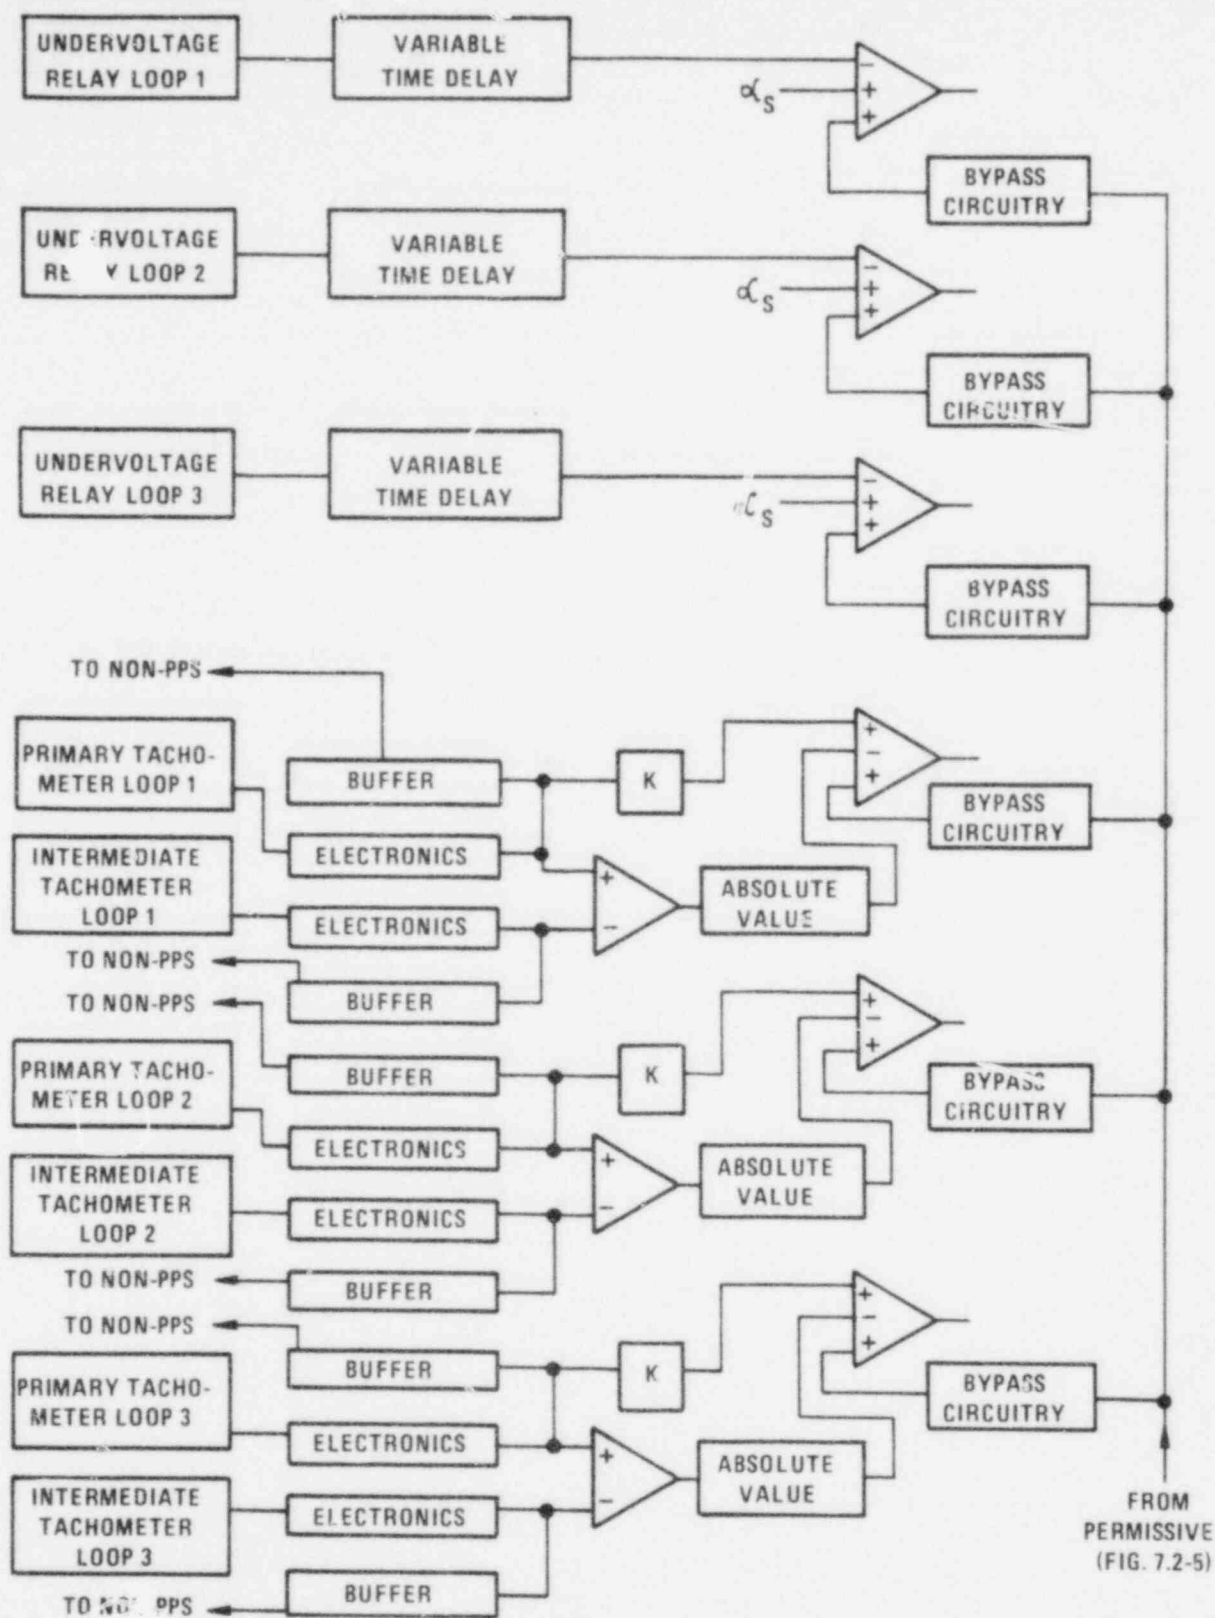 UNDERVOLTAGE
RELAY LOOP 1
VARIABLE
TIME DELAY
−
+
+
∝S
BYPASS
CIRCUITRY
UNDERVOLTAGE
LOOP 2
VARIABLE
TIME DELAY
−
+
+
∝S
BYPASS
CIRCUITRY
UNDERVOLTAGE
RELAY LOOP 3
VARIABLE
TIME DELAY
−
+
+
S
BYPASS
CIRCUITRY
TO NON-PPS
PRIMARY TACHO-
METER LOOP 1
BUFFER
K
+
−
+
BYPASS
CIRCUITRY
INTERMEDIATE
TACHOMETER
LOOP 1
ELECTRONICS
ELECTRONICS
+
−
ABSOLUTE
VALUE
TO NON-PPS
BUFFER
TO NON-PPS
PRIMARY TACHO-
METER LOOP 2
BUFFER
K
+
−
+
BYPASS
CIRCUITRY
ELECTRONICS
INTERMEDIATE
TACHOMETER
LOOP 2
ELECTRONICS
+
−
ABSOLUTE
VALUE
TO NON-PPS
BUFFER
TO NON-PPS
PRIMARY TACHO-
METER LOOP 3
BUFFER
K
+
−
+
BYPASS
CIRCUITRY
ELECTRONICS
INTERMEDIATE
TACHOMETER
LOOP 3
ELECTRONICS
+
−
ABSOLUTE
VALUE
TO PPS
BUFFER
FROM
PERMISSIVE
(FIG. 7.2-5)